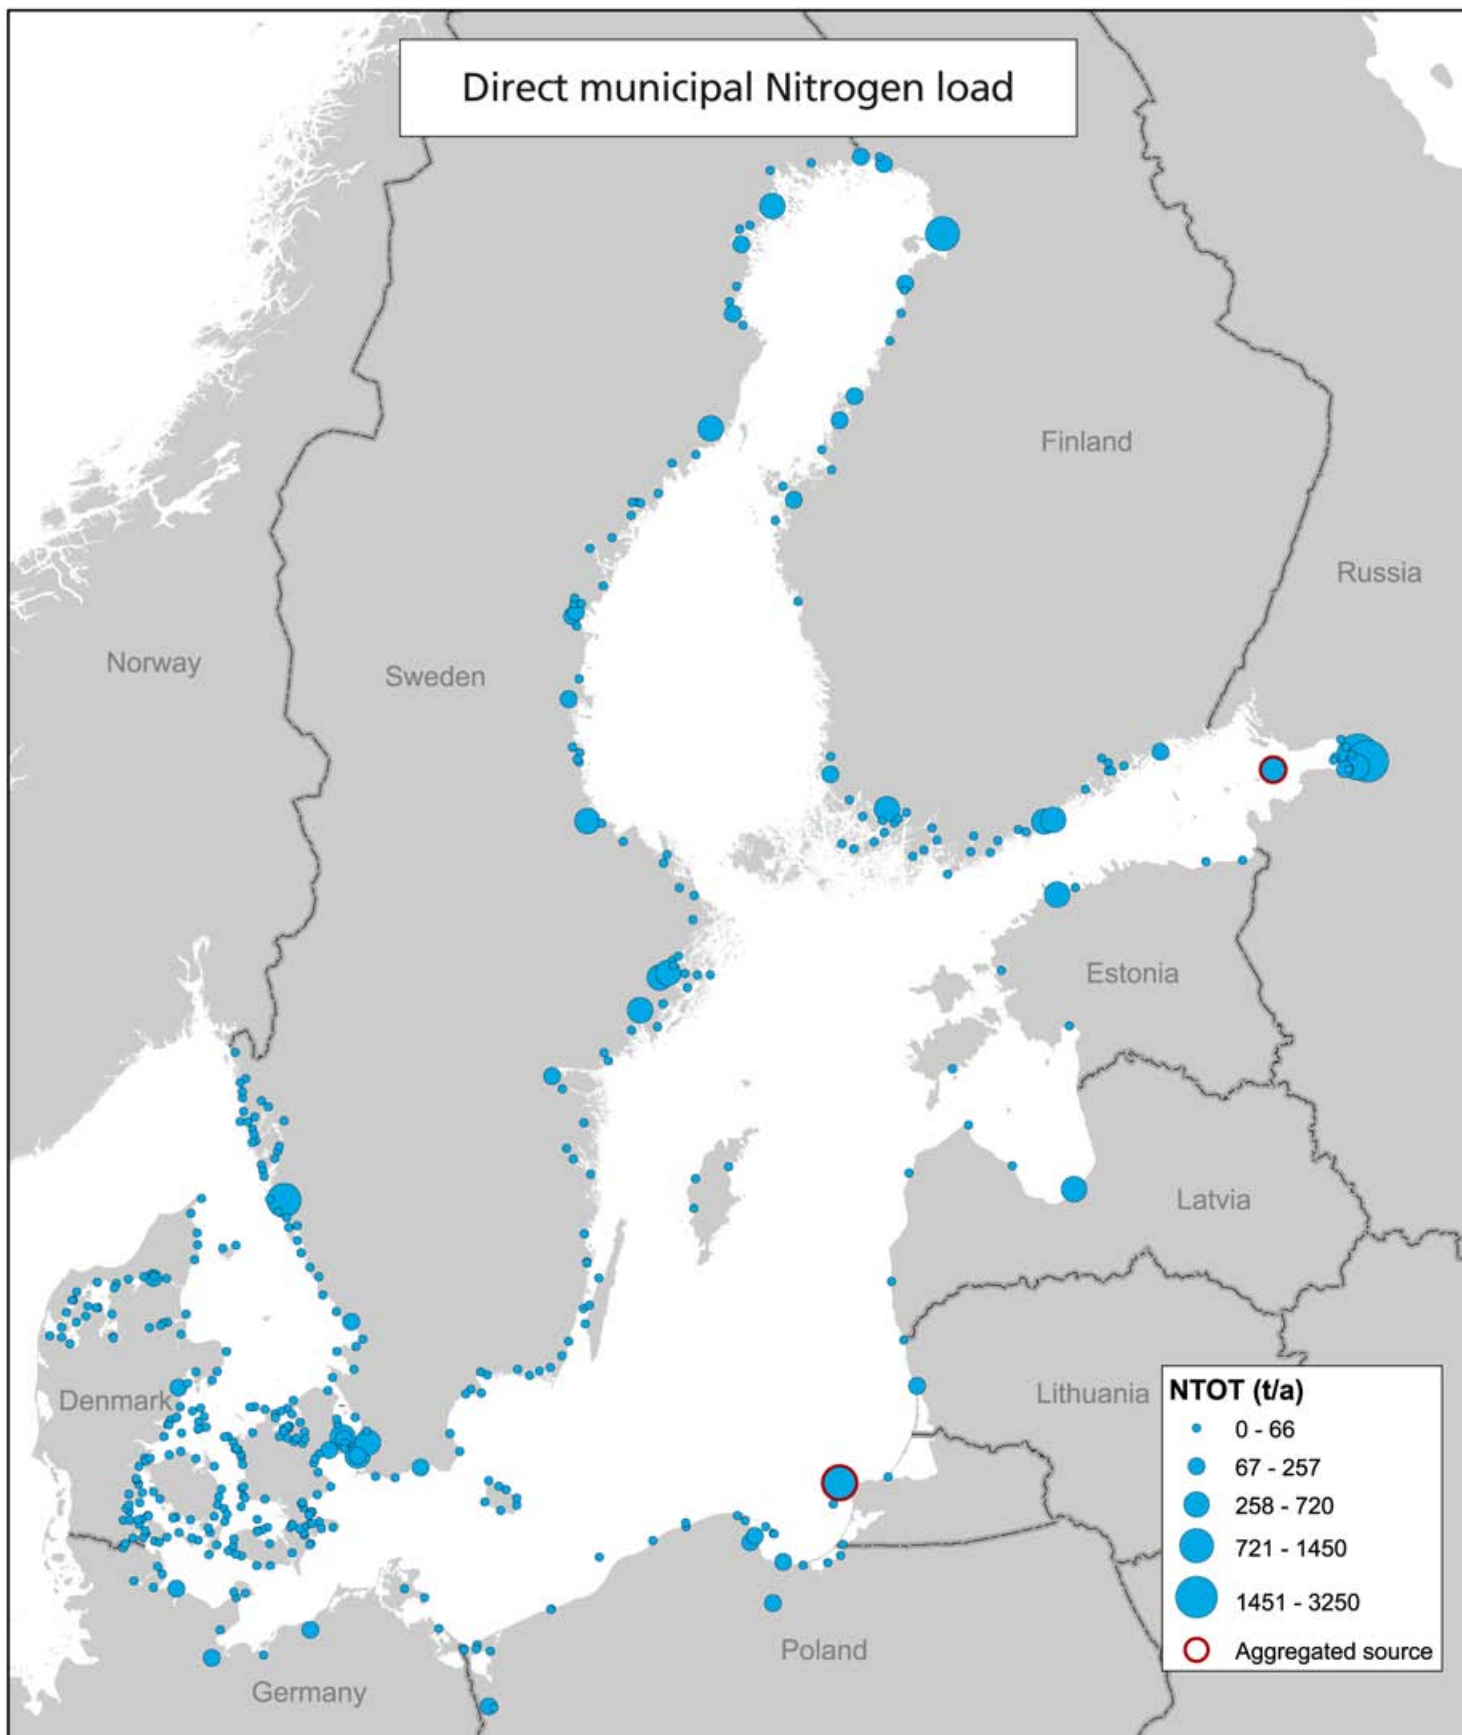 Direct municipal Nitrogen load
Finland
Russia
Norway
Sweden
Estonia
Latvia
Denmark
Lithuania
NTOT (t/a)
0 - 66
67 - 257
258 - 720
721 - 1450
1451 - 3250
Aggregated source
Poland
Germany